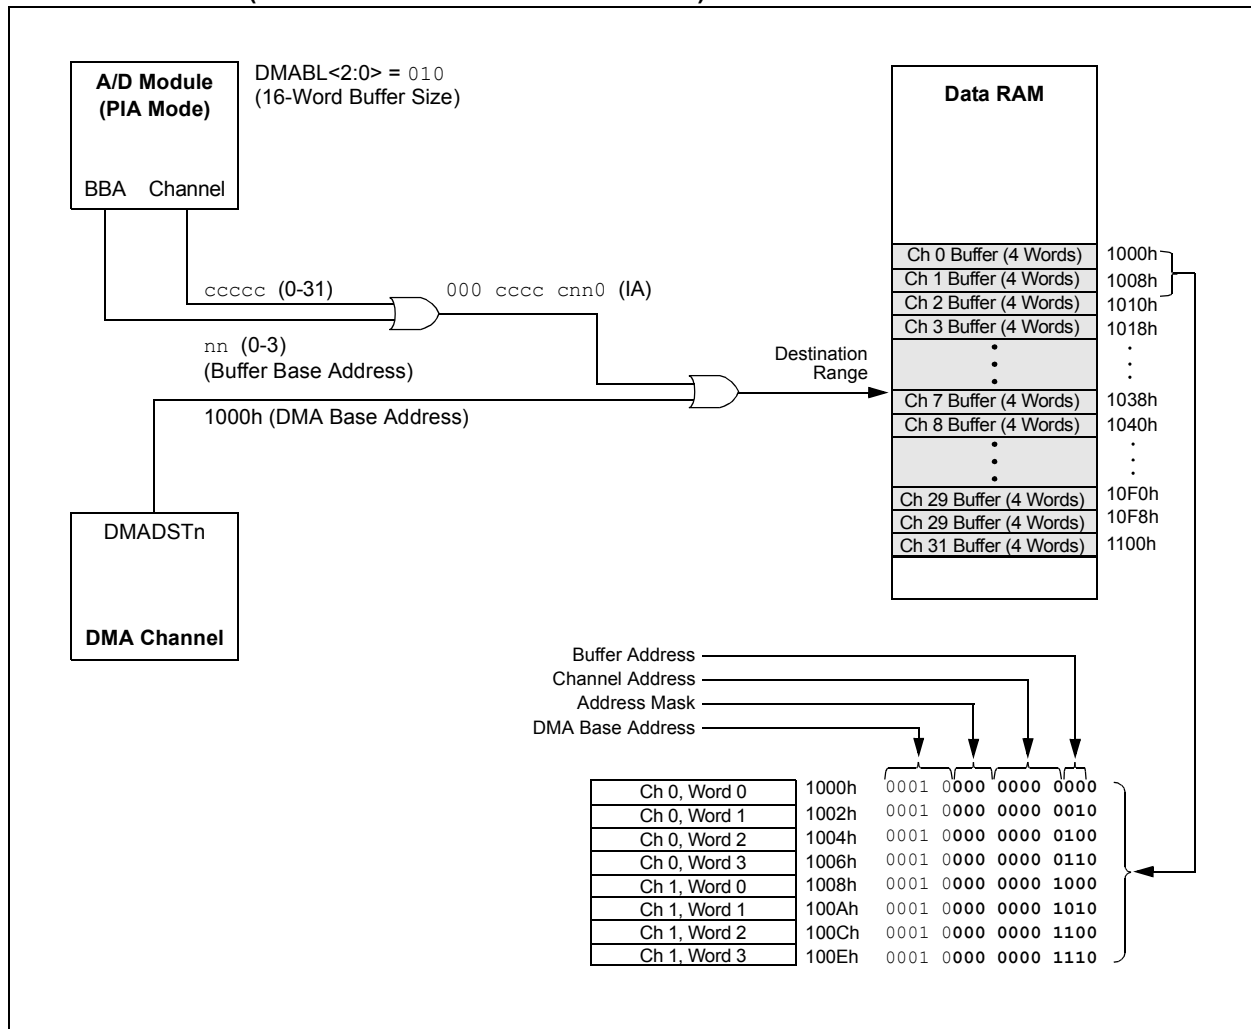 A/D Module
(PIA Mode)
BBA Channel
DMABL<2:0> = 010
(16-Word Buffer Size)
ccccc (0-31)
000 cccc cnn0 (IA)
nn (0-3)
(Buffer Base Address)
1000h (DMA Base Address)
Destination
Range
DMADSTn
DMA Channel
Data RAM
Ch 0 Buffer (4 Words) 1000h
Ch 1 Buffer (4 Words) 1008h
Ch 2 Buffer (4 Words) 1010h
Ch 3 Buffer (4 Words) 1018h
Ch 7 Buffer (4 Words) 1038h
Ch 8 Buffer (4 Words) 1040h
Ch 29 Buffer (4 Words) 10F0h
Ch 29 Buffer (4 Words) 10F8h
Ch 31 Buffer (4 Words) 1100h
Buffer Address
Channel Address
Address Mask
DMA Base Address
Ch 0, Word 0 1000h 0001 0000 0000 0000
Ch 0, Word 1 1002h 0001 0000 0000 0010
Ch 0, Word 2 1004h 0001 0000 0000 0100
Ch 0, Word 3 1006h 0001 0000 0000 0110
Ch 1, Word 0 1008h 0001 0000 0000 1000
Ch 1, Word 1 100Ah 0001 0000 0000 1010
Ch 1, Word 2 100Ch 0001 0000 0000 1100
Ch 1, Word 3 100Eh 0001 0000 0000 1110